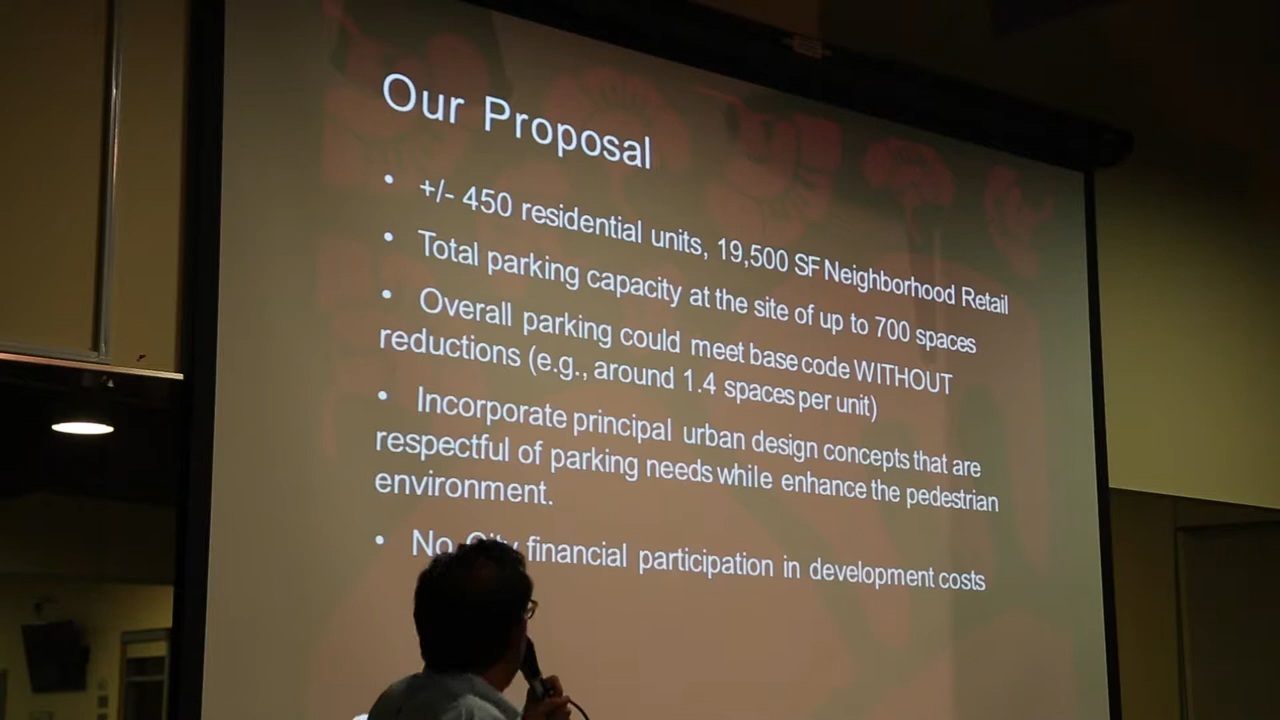 Our Proposal
• +/- 450 residential units, 19,500 SF Neighborhood Retail
• Total parking capacity at the site of up to 700 spaces
• Overall parking could meet base code WITHOUT
reductions (e.g., around 1.4 spaces per unit)
• Incorporate principal urban design concepts that are
respectful of parking needs while enhance the pedestrian
environment.
• No City financial participation in development costs